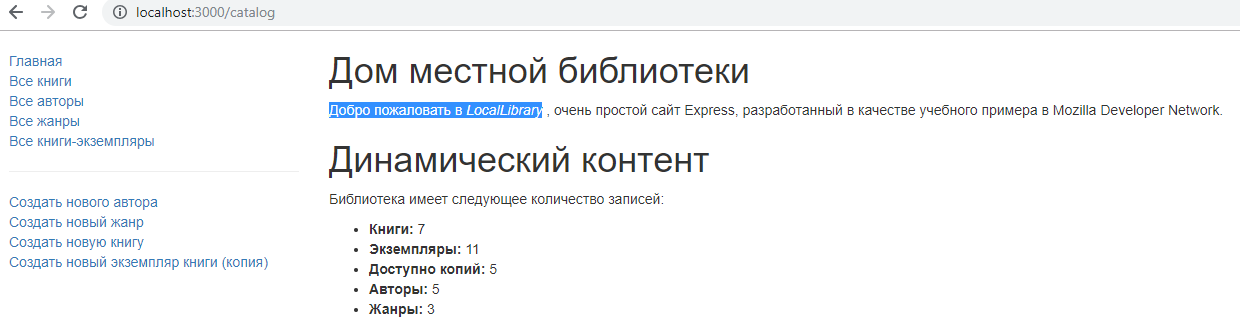 localhost:3000/catalog
Главная
Все книги
Все авторы
Все жанры
Все книги-экземпляры
Создать нового автора
Создать новый жанр
Создать новую книгу
Создать новый экземпляр книги (копия)
Дом местной библиотеки
Добро пожаловать в LocalLibrary , очень простой сайт Express, разработанный в качестве учебного примера в Mozilla Developer Network.
Динамический контент
Библиотека имеет следующее количество записей:
• Книги: 7
• Экземпляры: 11
• Доступно копий: 5
• Авторы: 5
• Жанры: 3